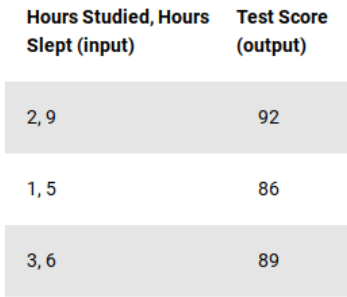 Hours Studied, Hours Test Score
Slept (input) (output)
2, 9 92
1, 5 86
3, 6 89